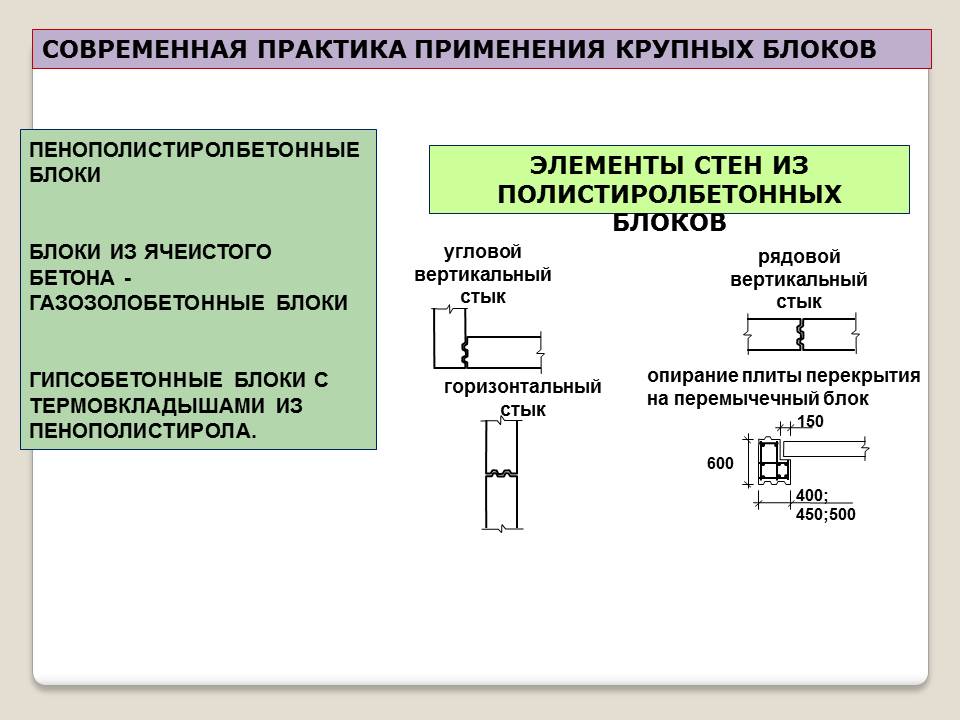 СОВРЕМЕННАЯ ПРАКТИКА ПРИМЕНЕНИЯ КРУПНЫХ БЛОКОВ
ПЕНОПОЛИСТИРОЛБЕТОННЫЕ
БЛОКИ
БЛОКИ ИЗ ЯЧЕИСТОГО
БЕТОНА -
ГАЗОЗОЛОБЕТОННЫЕ БЛОКИ
ГИПСОБЕТОННЫЕ БЛОКИ С
ТЕРМОВКЛАДЫШАМИ ИЗ
ПЕНОПОЛИСТИРОЛА.
ЭЛЕМЕНТЫ СТЕН ИЗ
ПОЛИСТИРОЛБЕТОННЫХ
БЛОКОВ
угловой
вертикальный
стык
рядовой
вертикальный
стык
горизонтальный
стык
опирание плиты перекрытия
на перемычечный блок
150
600
400;
450;500